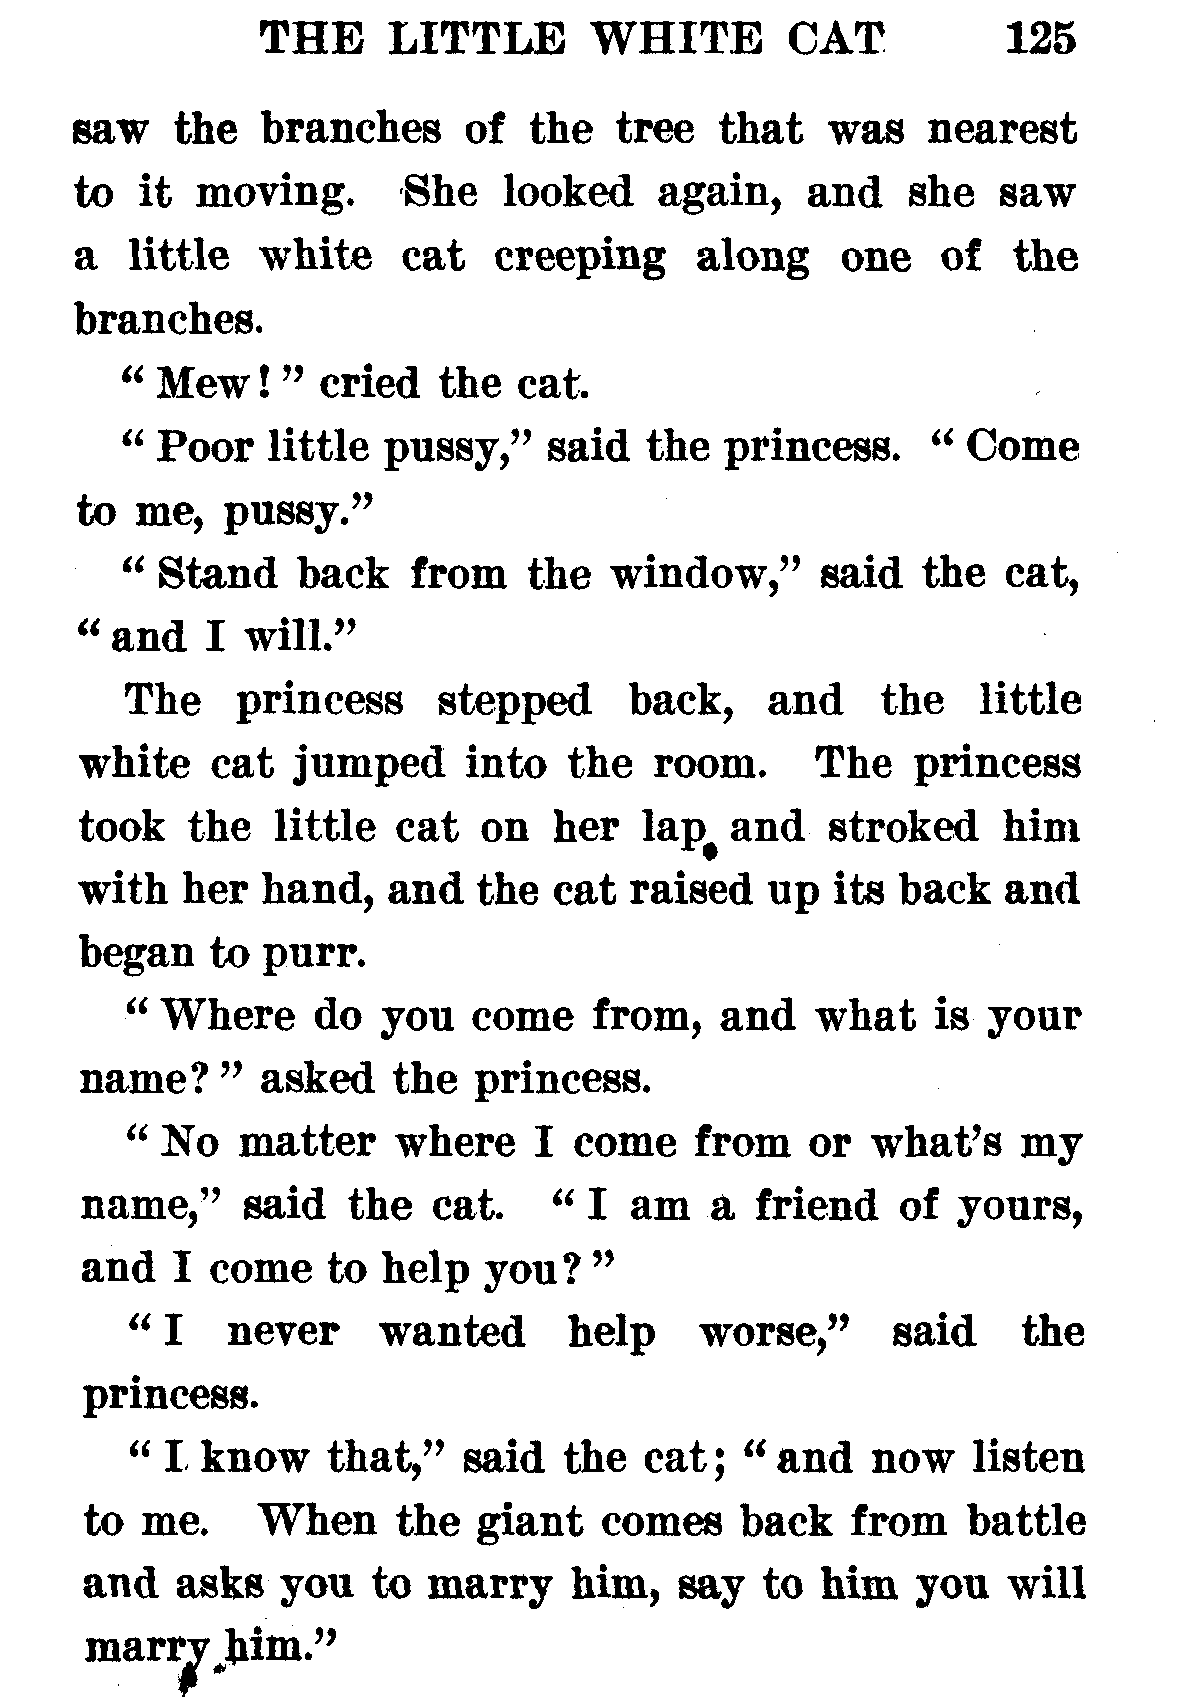 THE LITTLE WHITE CAT 125
saw the branches of the tree that was nearest
to it moving. She looked again, and she saw
a little white cat creeping along one of the
branches.
“ Mew! ” cried the cat.
“ Poor little pussy,” said the princess. “ Come
to me, pussy.”
“ Stand back from the window,” said the cat,
“ and I will.”
The princess stepped back, and the little
white cat jumped into the room. The princess
took the little cat on her lap and stroked him
with her hand, and the cat raised up its back and
began to purr.
“ Where do you come from, and what is your
name? ” asked the princess.
“ No matter where I come from or what’s my
name,” said the cat. “ I am a friend of yours,
and I come to help you? ”
“ I never wanted help worse,” said the
princess.
“ I know that,” said the cat; “ and now listen
to me. When the giant comes back from battle
and asks you to marry him, say to him you will
marry him.”